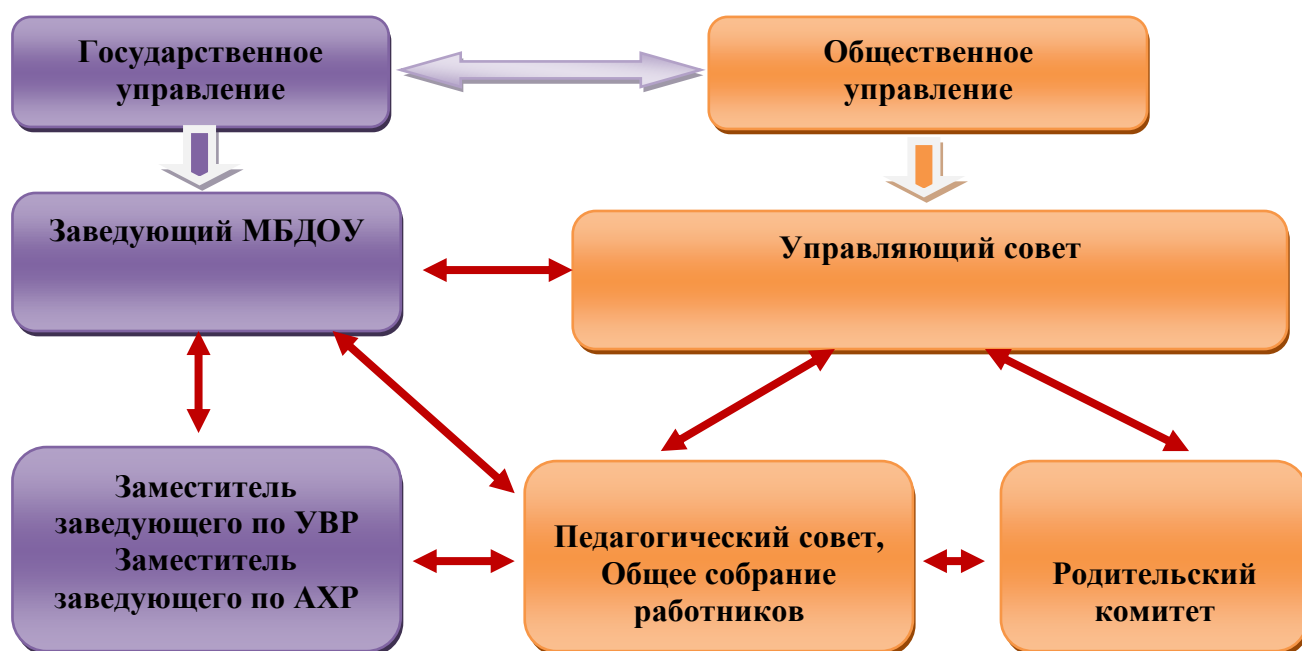 Государственное
управление
Общественное
управление
Заведующий МБДОУ
Управляющий совет
Заместитель
заведующего по УВР
Заместитель
заведующего по АХР
Педагогический совет,
Общее собрание
работников
Родительский
комитет